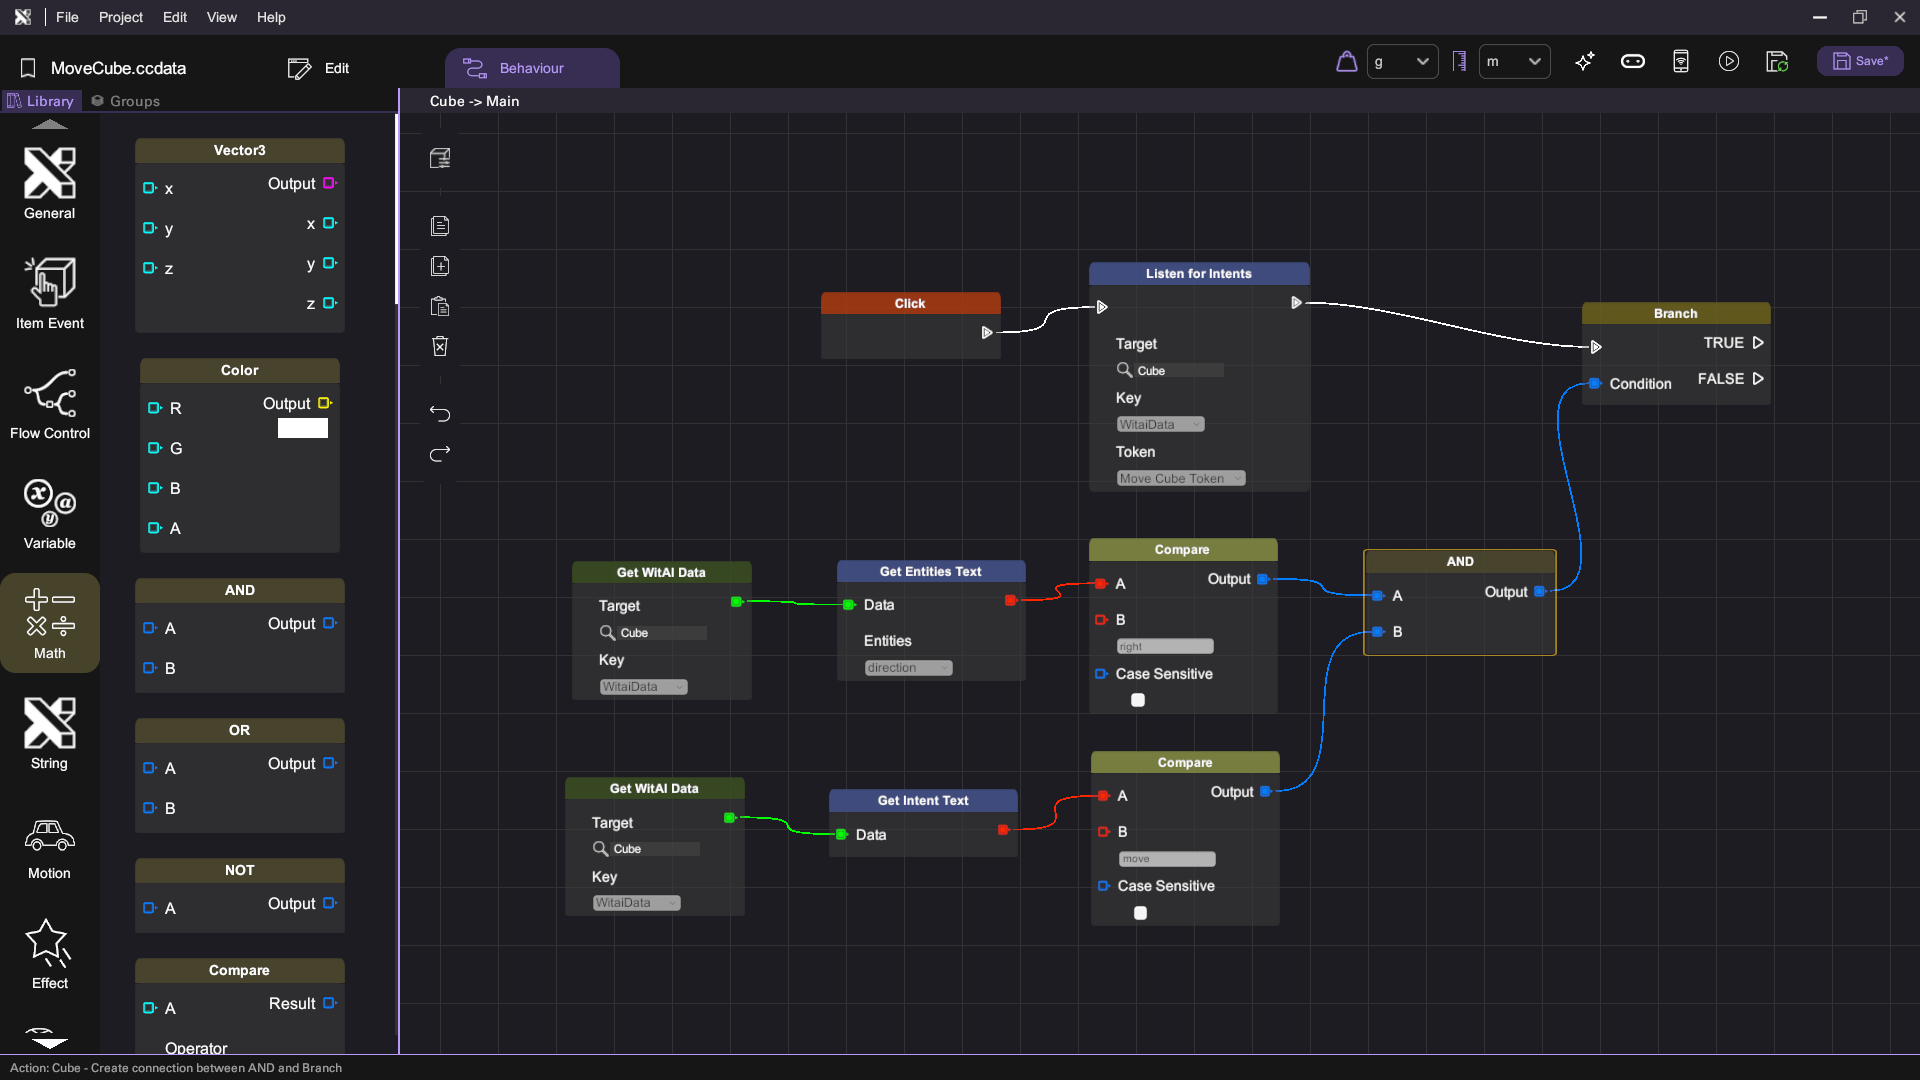 File Project Edit View Help
MoveCube.ccdata
Edit
Behaviour
g
m
Save*
Library
Groups
Cube -> Main
General
Item Event
Flow Control
Variable
Math
String
Motion
Effect
Vector3
x
Output
y
x
z
y
z
Color
R
Output
G
B
A
AND
A
Output
B
OR
A
Output
B
NOT
A
Output
Compare
A
Result
Operator
Click
Listen for Intents
Target
Cube
Key
WitaiData
Token
Move Cube Token
Branch
TRUE
Condition
FALSE
Get WitAI Data
Target
Cube
Key
WitaiData
Get Entities Text
Data
Entities
direction
Compare
A
Output
B
right
Case Sensitive
AND
A
Output
B
Get WitAI Data
Target
Cube
Key
WitaiData
Get Intent Text
Data
Compare
A
Output
B
move
Case Sensitive
Action: Cube - Create connection between AND and Branch